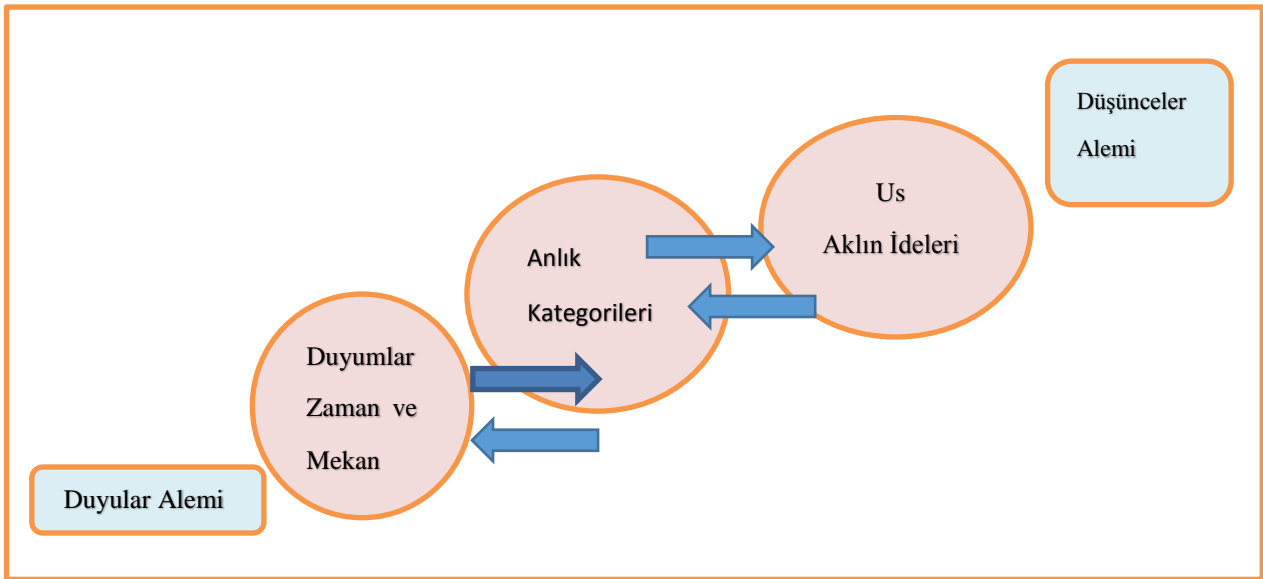 Düşünceler
Alemi
Us
Aklın İdeleri
Anlık
Kategorileri
Duyumlar
Zaman ve
Mekan
Duyular Alemi